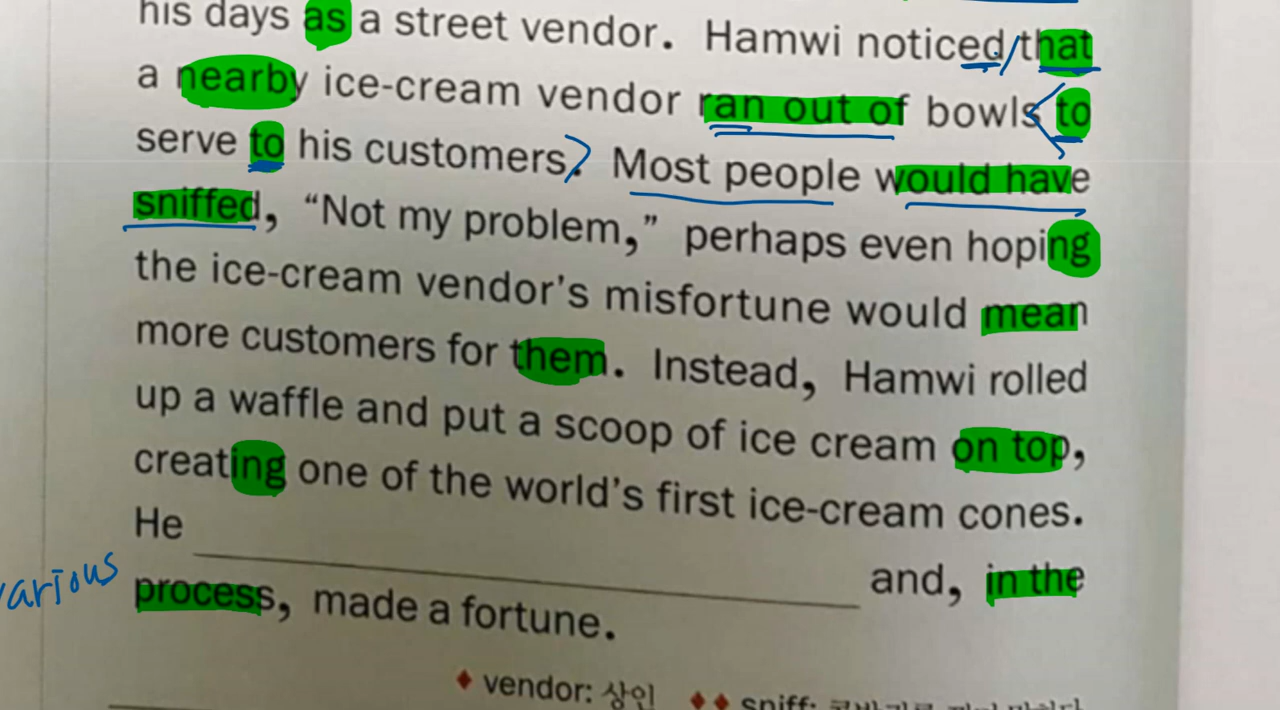 his days as a street vendor. Hamwi noticed that
a nearby ice-cream vendor ran out of bowls to
serve to his customers. Most people would have
sniffed, “Not my problem,” perhaps even hoping
the ice-cream vendor’s misfortune would mean
more customers for them. Instead, Hamwi rolled
up a waffle and put a scoop of ice cream on top,
creating one of the world’s first ice-cream cones.
He ____________________ and, in the
various
process, made a fortune.
♦ vendor: 상인 ♦♦ sniff: